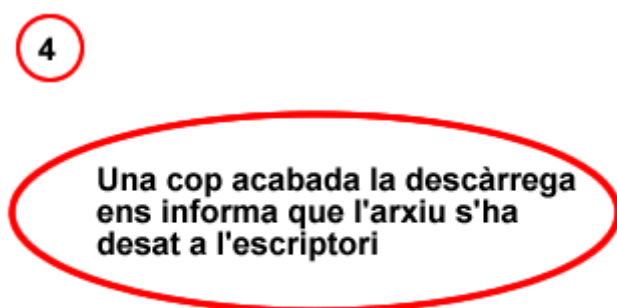 4
Una cop acabada la descàrrega
ens informa que l'arxiu s'ha
desat a l'escriptori